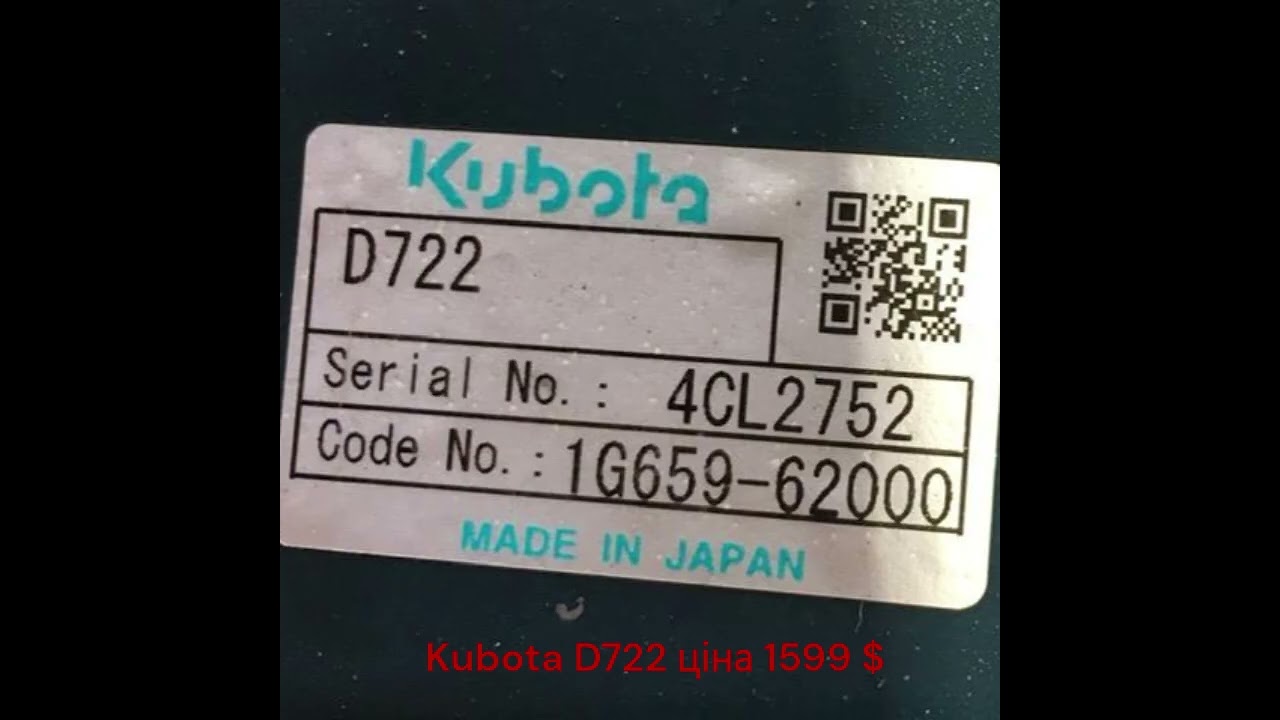 Kubota
D722
Serial No.: 4CL2752
Code No.: 1G659-62000
MADE IN JAPAN
Kubota D722 ціна 1599 $